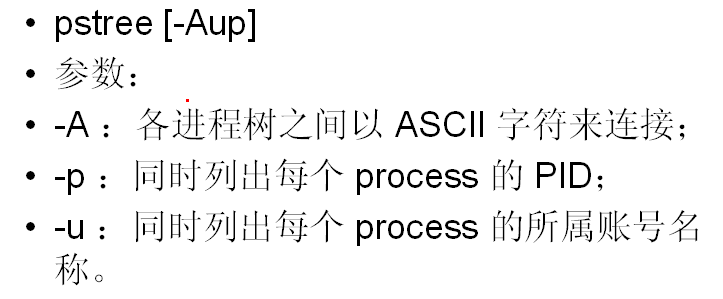 • pstree [-Aup]
• 参数：
• -A ：各进程树之间以 ASCII 字符来连接；
• -p ：同时列出每个 process 的 PID；
• -u ：同时列出每个 process 的所属账号名
称。